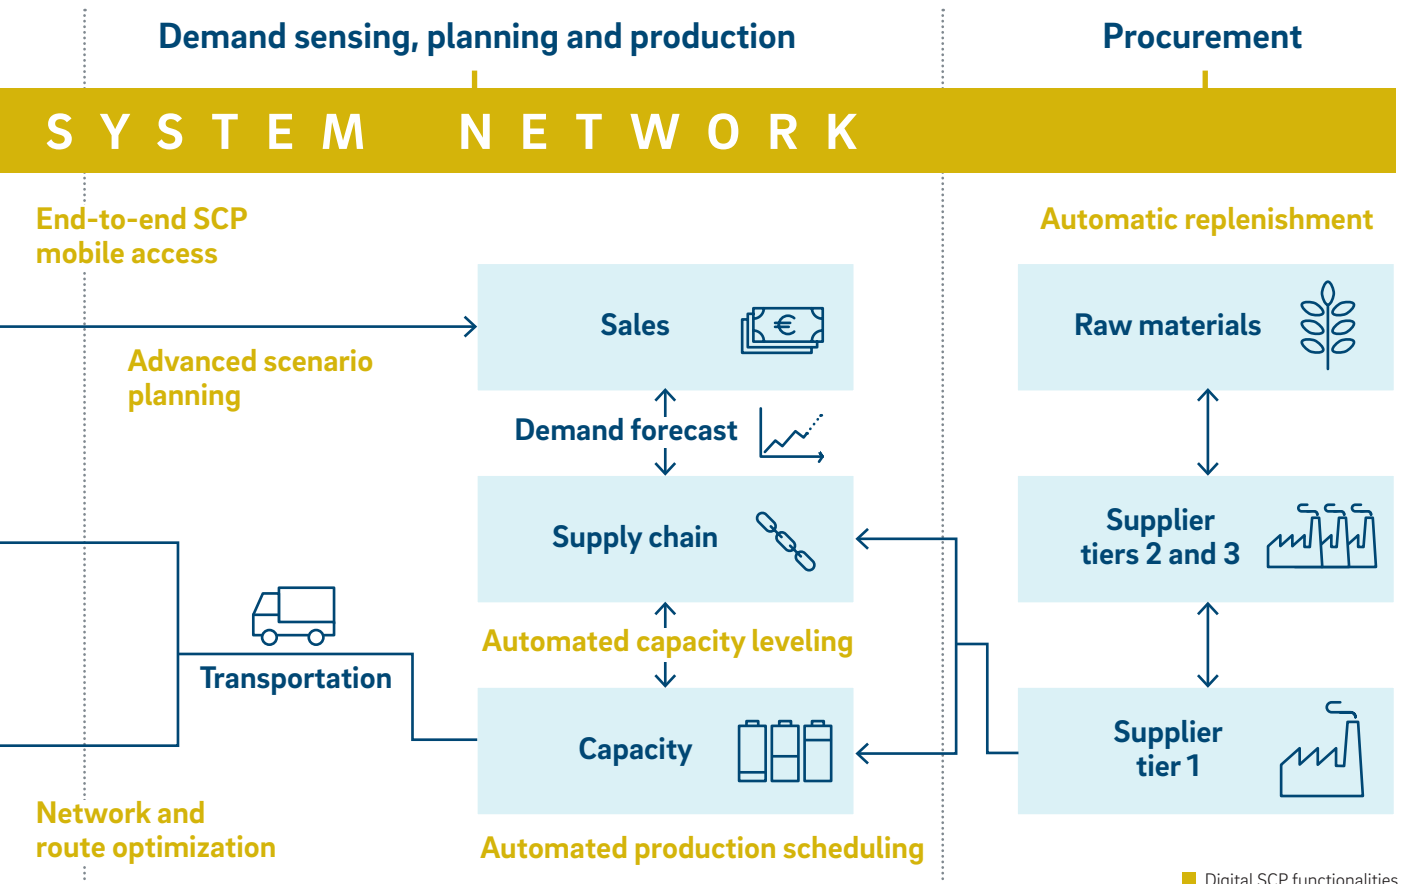 Demand sensing, planning and production
Procurement
SYSTEM NETWORK
End-to-end SCP
mobile access
Automatic replenishment
Sales
€
Raw materials
Advanced scenario
planning
Demand forecast
Supply chain
Supplier
tiers 2 and 3
Automated capacity leveling
Transportation
Capacity
Supplier
tier 1
Network and
route optimization
Automated production scheduling
Digital SCP functionalities